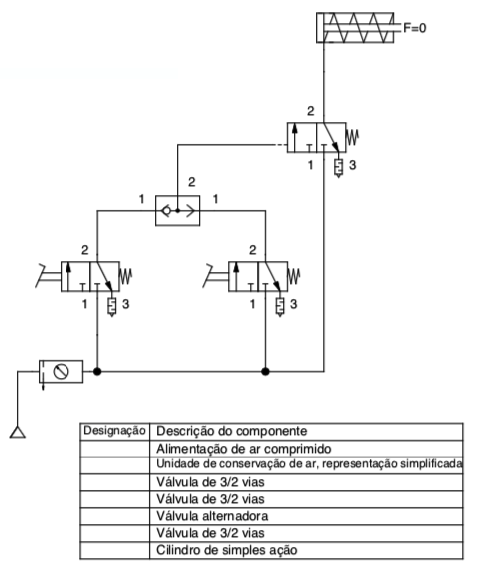 F=0
2
1
3
2
1
1
2
1
3
2
1
3
Designação Descrição do componente
Alimentação de ar comprimido
Unidade de conservação de ar, representação simplificada
Válvula de 3/2 vias
Válvula de 3/2 vias
Válvula alternadora
Válvula de 3/2 vias
Cilindro de simples ação